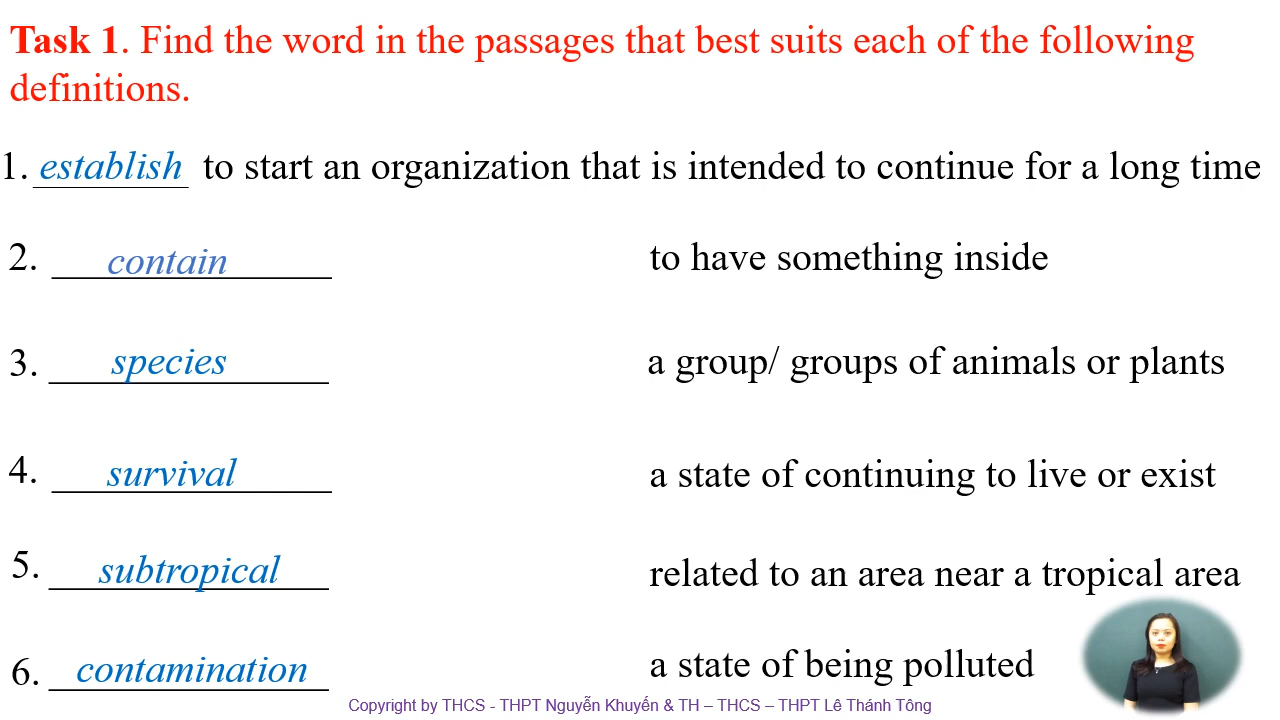 Task 1. Find the word in the passages that best suits each of the following
definitions.
1. establish to start an organization that is intended to continue for a long time
2. contain to have something inside
3. species a group/ groups of animals or plants
4. survival a state of continuing to live or exist
5. subtropical related to an area near a tropical area
6. contamination a state of being polluted
Copyright by THCS - THPT Nguyễn Khuyến & TH – THCS – THPT Lê Thánh Tông